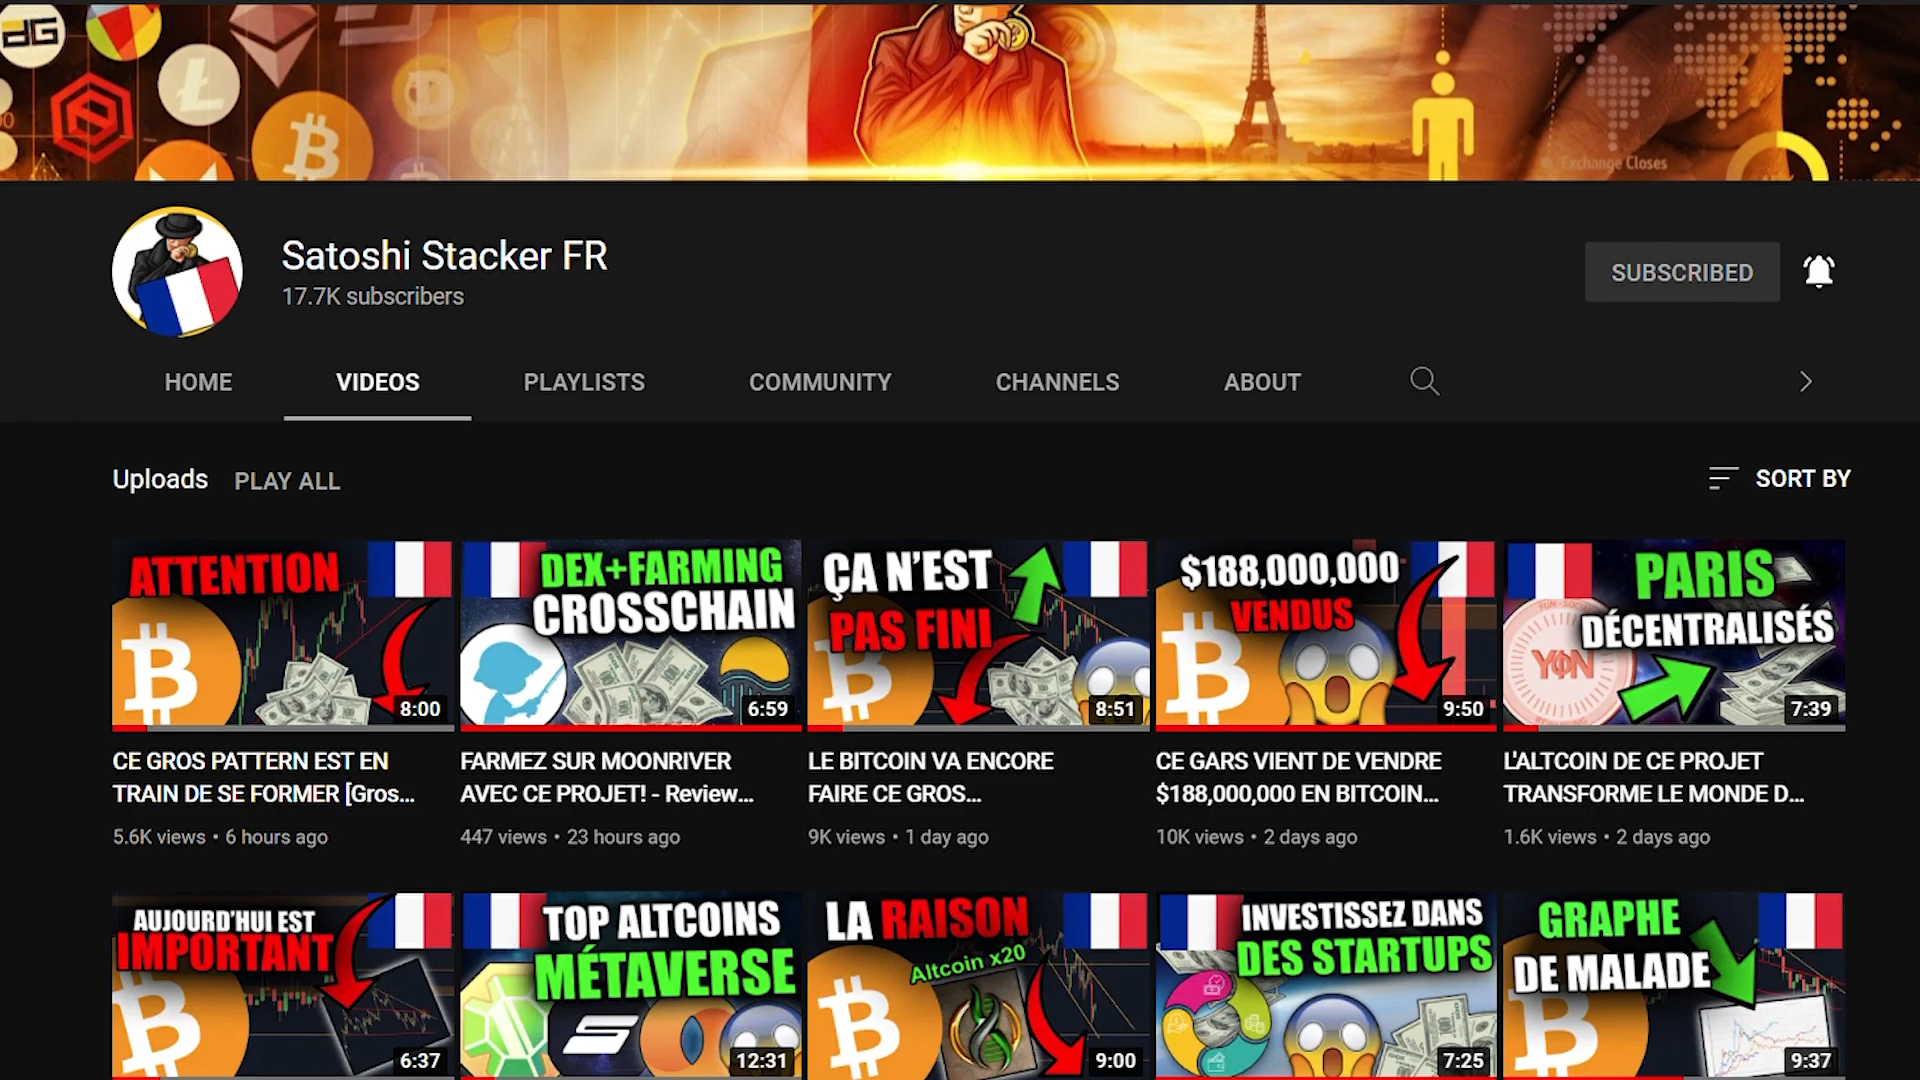 Exchange Closes
Satoshi Stacker FR
17.7K subscribers
SUBSCRIBED
HOME
VIDEOS
PLAYLISTS
COMMUNITY
CHANNELS
ABOUT
Uploads
PLAY ALL
SORT BY
ATTENTION
8:00
DEX+FARMING
CROSSCHAIN
6:59
ÇA N'EST
PAS FINI
8:51
$188,000,000
VENDUS
9:50
PARIS
DÉCENTRALISÉS
YON
7:39
CE GROS PATTERN EST EN
TRAIN DE SE FORMER [Gros...
5.6K views • 6 hours ago
FARMEZ SUR MOONRIVER
AVEC CE PROJET! - Review...
447 views • 23 hours ago
LE BITCOIN VA ENCORE
FAIRE CE GROS...
9K views • 1 day ago
CE GARS VIENT DE VENDRE
$188,000,000 EN BITCOIN...
10K views • 2 days ago
L'ALTCOIN DE CE PROJET
TRANSFORME LE MONDE D...
1.6K views • 2 days ago
AUJOURD'HUI EST
IMPORTANT
6:37
TOP ALTCOINS
MÉTAVERSE
12:31
LA RAISON
Altcoin x20
9:00
INVESTISSEZ DANS
DES STARTUPS
7:25
GRAPHE
DE MALADE
9:37